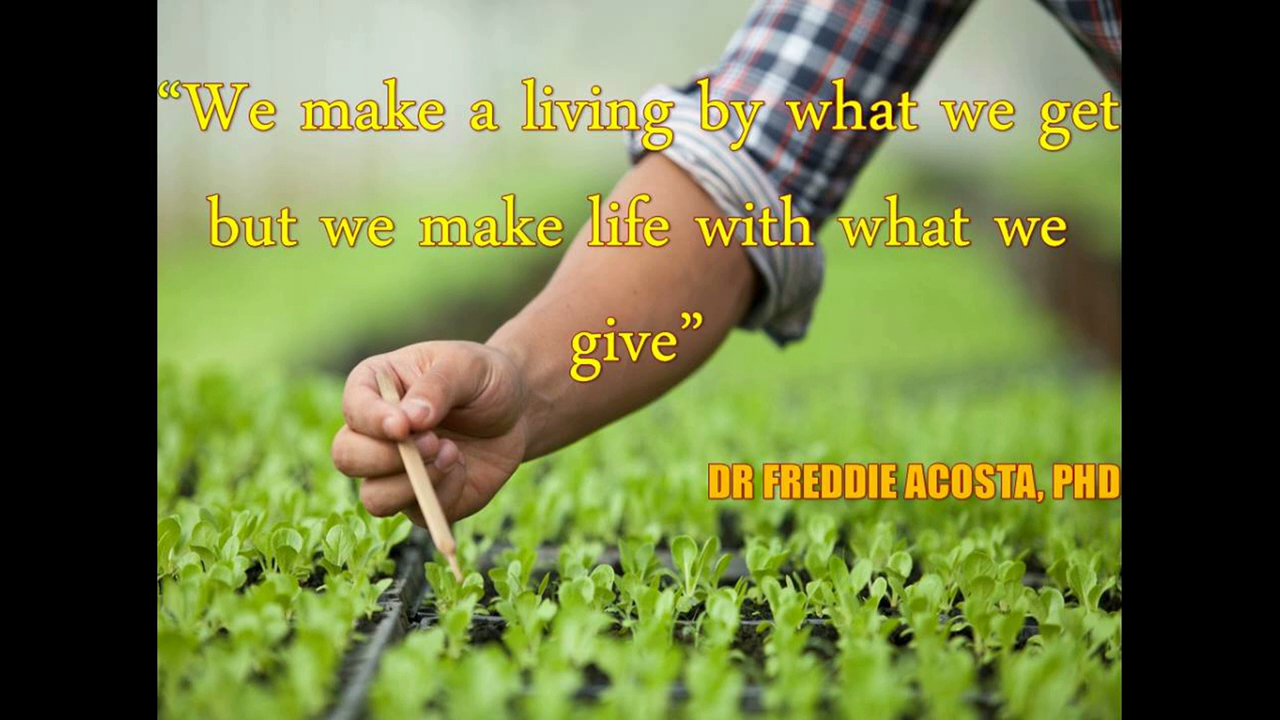 “We make a living by what we get
but we make life with what we
give”
DR FREDDIE ACOSTA, PHD